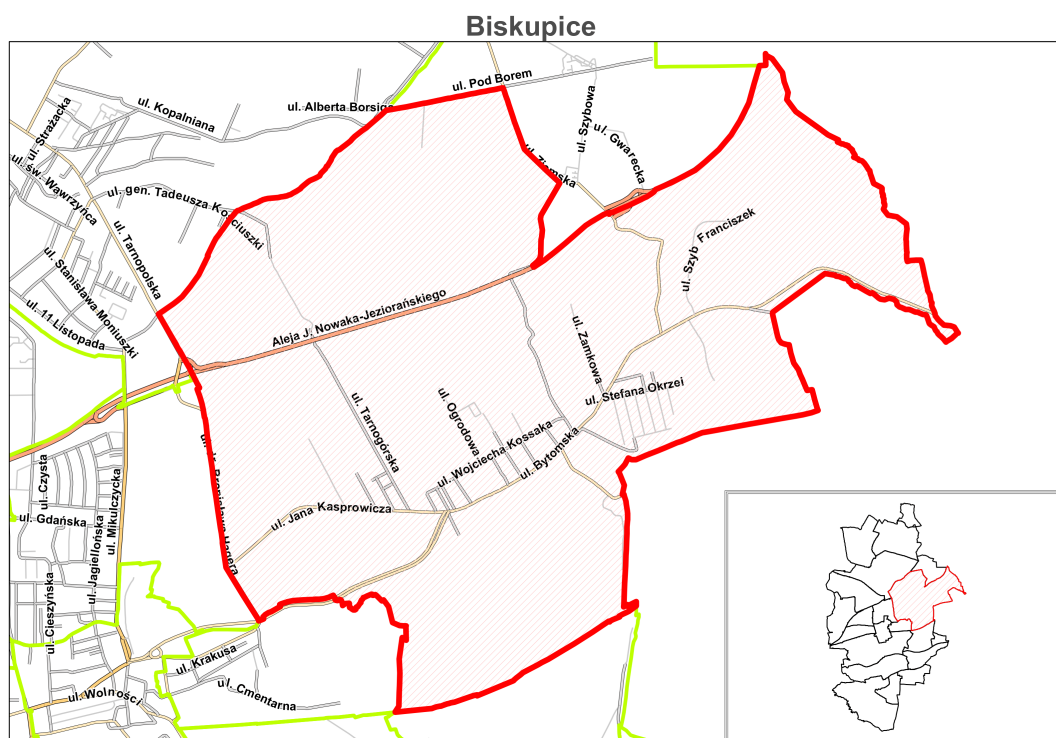 Biskupice
ul. Pod Borem
ul. Alberta Borsiga
ul. Kopalniana
ul. Strażacka
ul. Szybowa
ul. Gwarecka
ul. Ziemska
ul. św. Wawrzyńca
ul. gen. Tadeusza Kościuszki
ul. Tarnopolska
ul. Szyb Franciszek
ul. Stanisława Moniuszki
ul. 11 Listopada
Aleja J. Nowaka-Jeziorańskiego
ul. Zamkowa
ul. Stefana Okrzei
ul. Tarnogórska
ul. Ogrodowa
ul. Wojciecha Kossaka
ul. Bytomska
ul. Czysta
ul. Mikulczycka
ul. Gdańska
ul. Jagiellońska
ul. Jana Kasprowicza
Bronisława Hagera
ul. Cieszyńska
ul. Krakusa
ul. Cmentarna
ul. Wolności